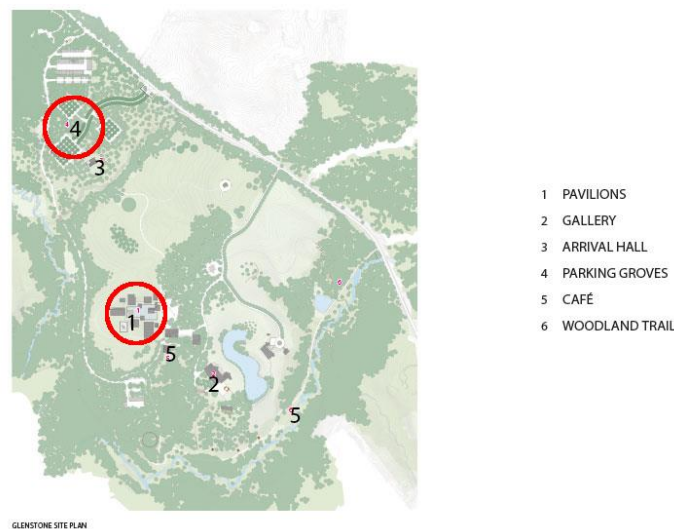 4
3
1
5
2
5
1 PAVILIONS
2 GALLERY
3 ARRIVAL HALL
4 PARKING GROVES
5 CAFÉ
6 WOODLAND TRAIL
GLENSTONE SITE PLAN